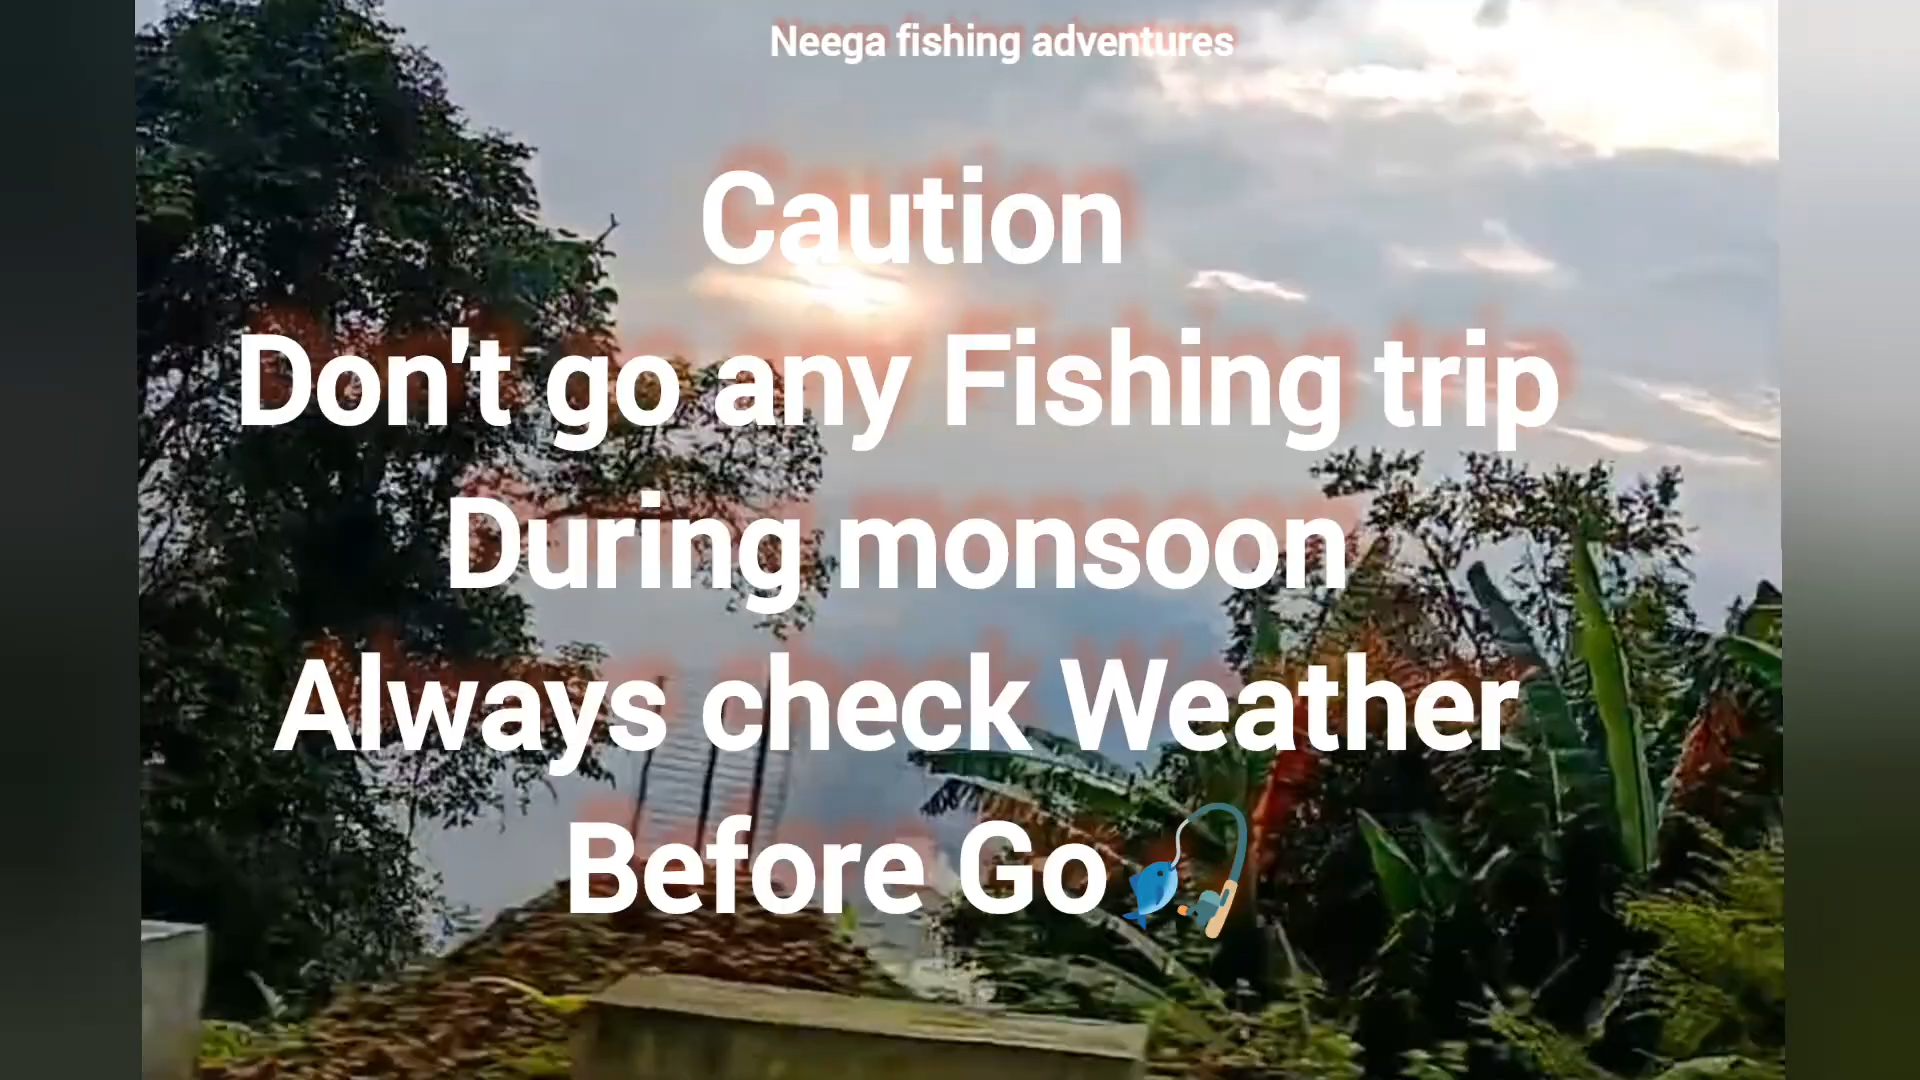 Neega fishing adventures
Caution
Don't go any Fishing trip
During monsoon
Always check Weather
Before Go🎣